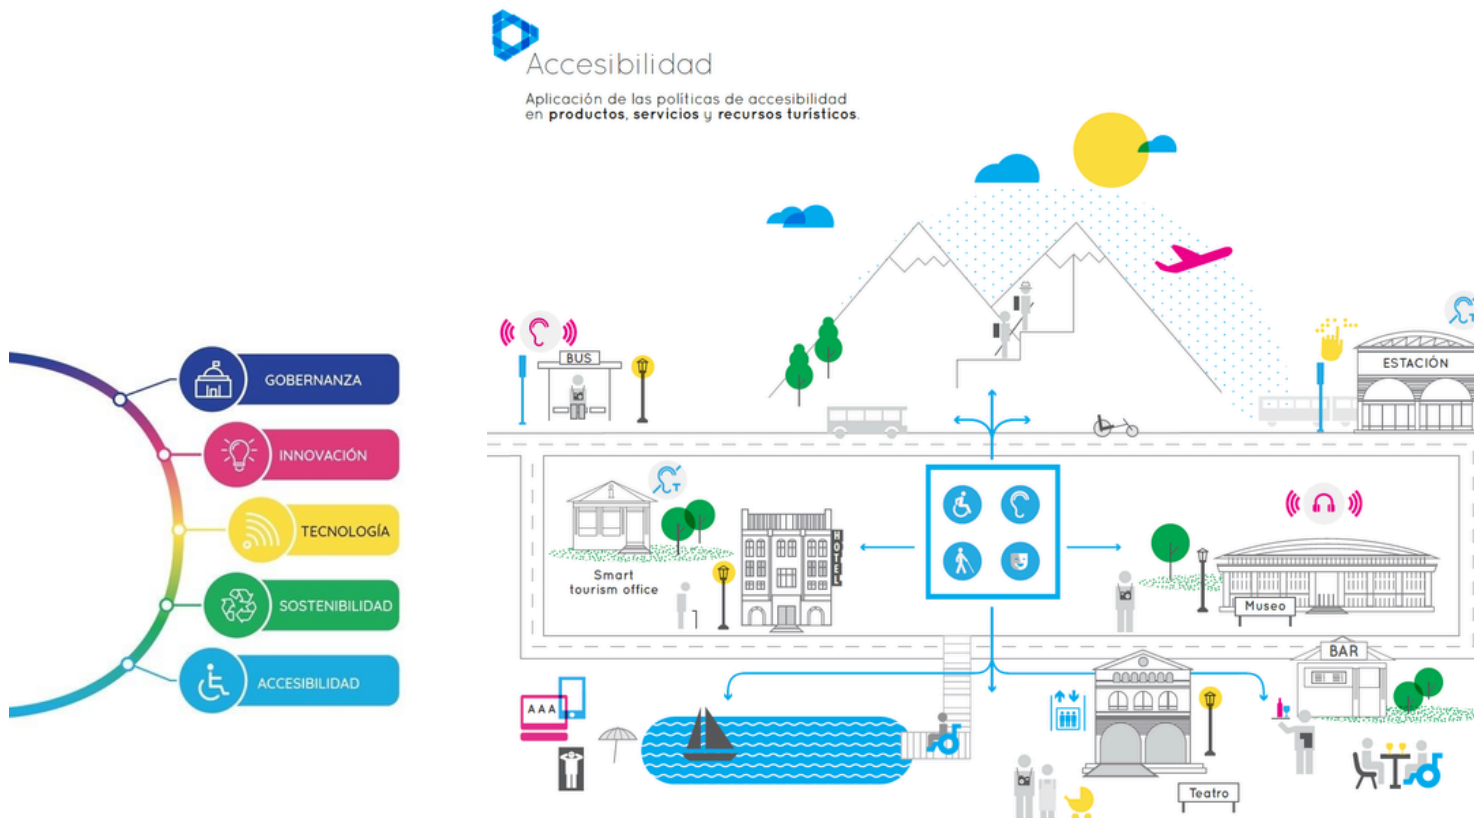 Accesibilidad
Aplicación de las políticas de accesibilidad
en productos, servicios y recursos turísticos.
GOBERNANZA
INNOVACIÓN
TECNOLOGÍA
SOSTENIBILIDAD
ACCESIBILIDAD
BUS
ESTACIÓN
T
T
i
Smart
tourism office
HOTEL
Museo
BAR
AAA
Teatro